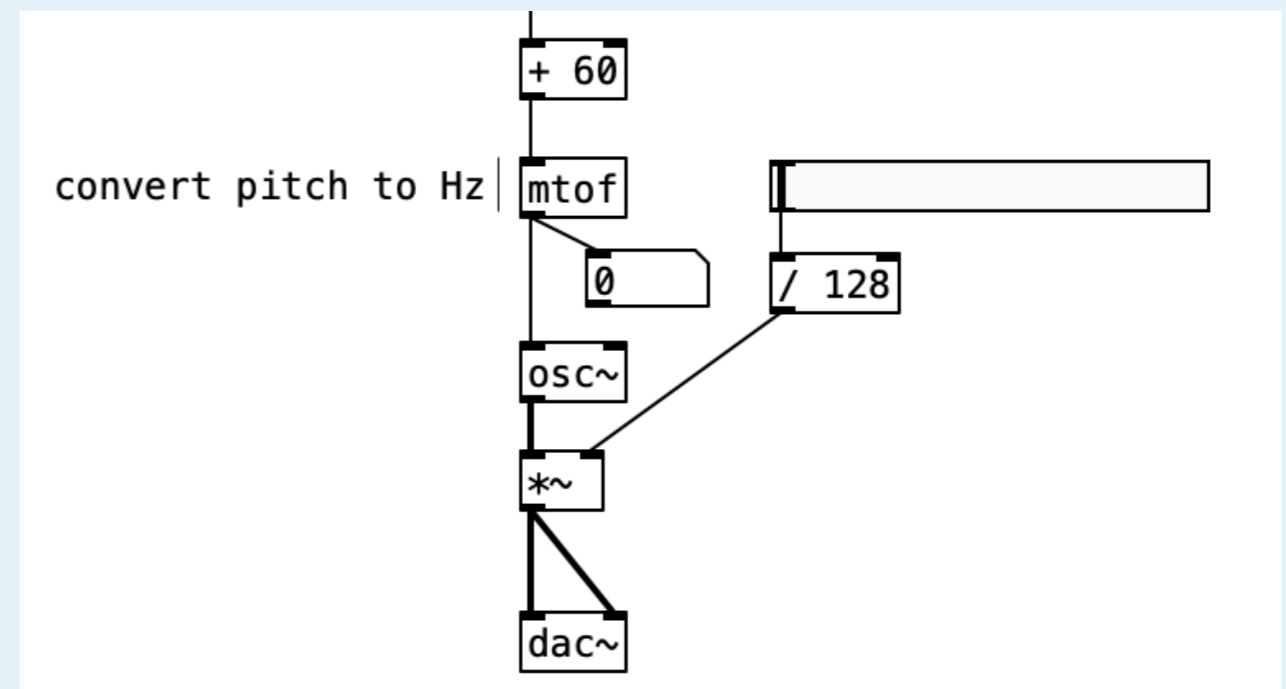 + 60
convert pitch to Hz
mtof
0
/ 128
osc~
*~
dac~